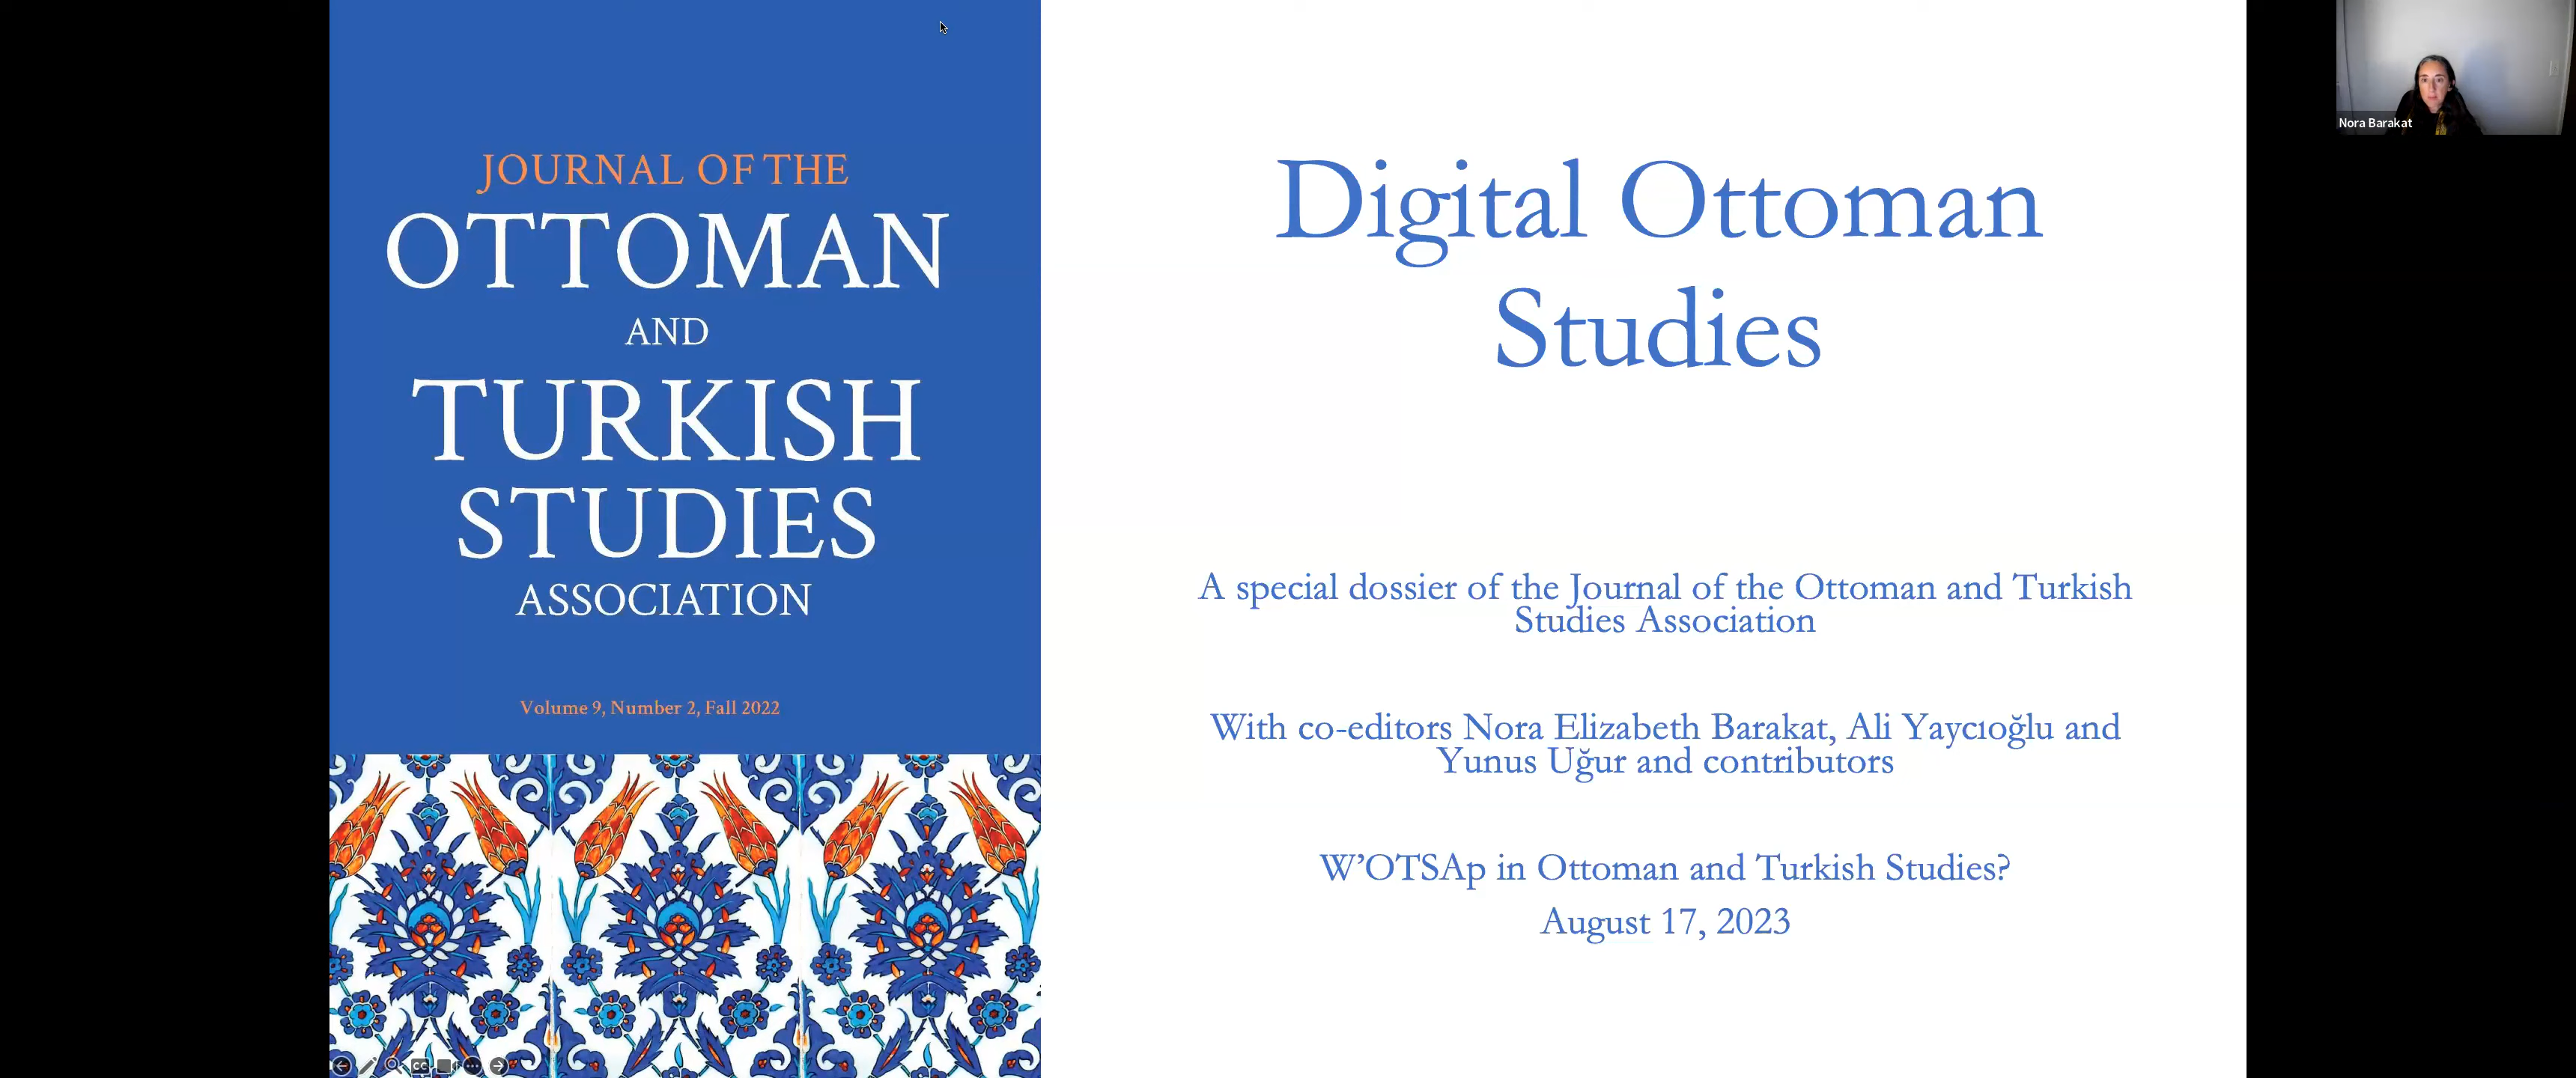 JOURNAL OF THE
OTTOMAN
AND
TURKISH
STUDIES
ASSOCIATION
Volume 9, Number 2, Fall 2022
Digital Ottoman
Studies
A special dossier of the Journal of the Ottoman and Turkish
Studies Association
With co-editors Nora Elizabeth Barakat, Ali Yaycıoğlu and
Yunus Uğur and contributors
W’OTSAp in Ottoman and Turkish Studies?
August 17, 2023
Nora Barakat
CC